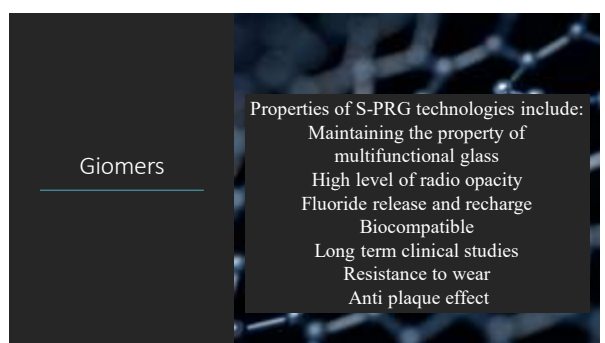 Giomers
Properties of S-PRG technologies include:
Maintaining the property of
multifunctional glass
High level of radio opacity
Fluoride release and recharge
Biocompatible
Long term clinical studies
Resistance to wear
Anti plaque effect